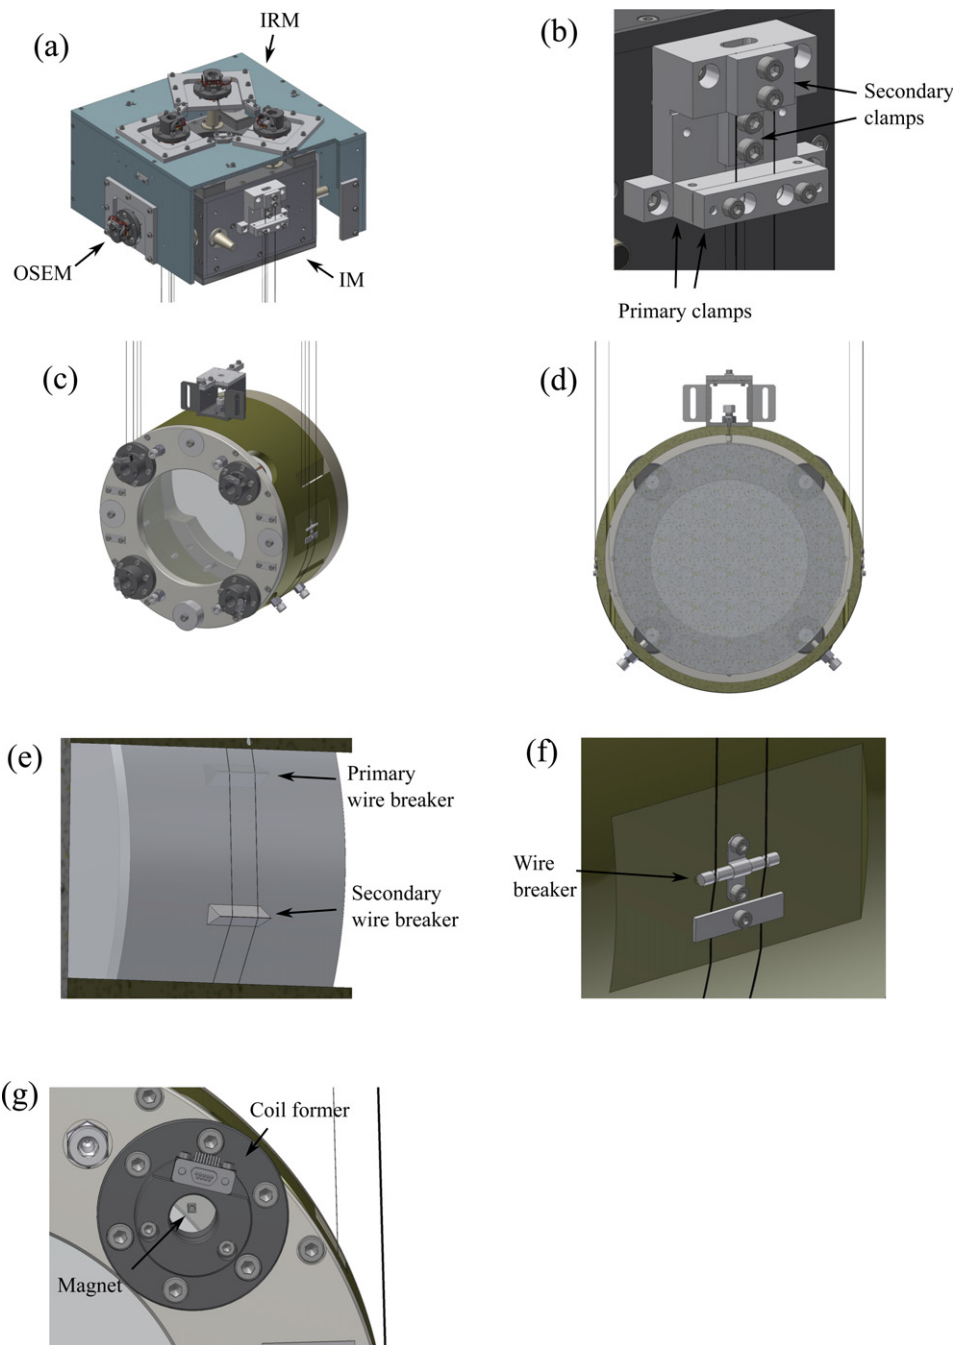 (a)
IRM
OSEM
IM
(b)
Secondary
clamps
Primary clamps
(c)
(d)
(e)
Primary
wire breaker
Secondary
wire breaker
(f)
Wire
breaker
(g)
Coil former
Magnet